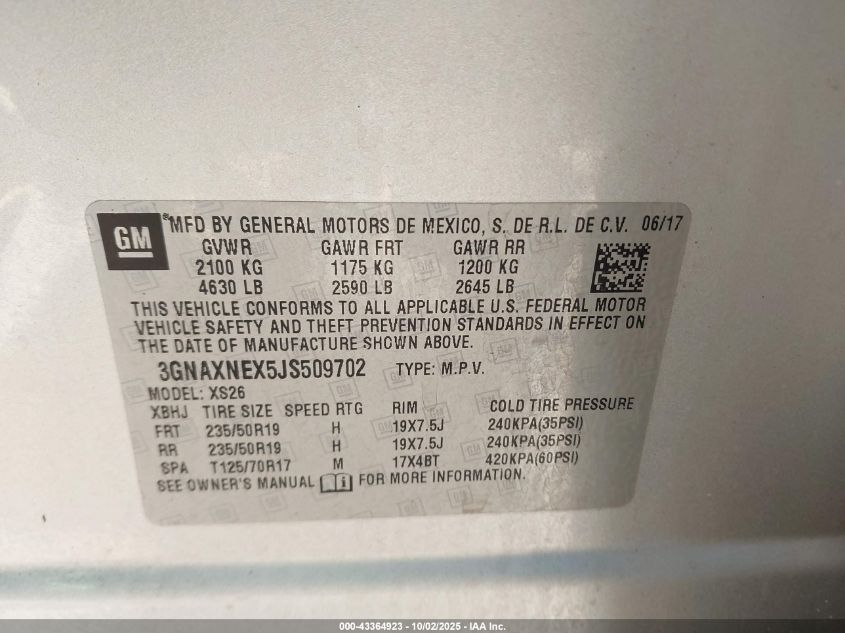 GM
®MFD BY GENERAL MOTORS DE MEXICO, S. DE R.L. DE C.V. 06/17
GVWR GAWR FRT GAWR RR
2100 KG 1175 KG 1200 KG
4630 LB 2590 LB 2645 LB
THIS VEHICLE CONFORMS TO ALL APPLICABLE U.S. FEDERAL MOTOR
VEHICLE SAFETY AND THEFT PREVENTION STANDARDS IN EFFECT ON
THE DATE OF MANUFACTURE SHOWN ABOVE.
3GNAXNEX5JS509702 TYPE: M.P.V.
MODEL: XS26
XBHJ TIRE SIZE SPEED RTG RIM COLD TIRE PRESSURE
FRT 235/50R19 H 19X7.5J 240KPA(35PSI)
RR 235/50R19 H 19X7.5J 240KPA(35PSI)
SPA T125/70R17 M 17X4BT 420KPA(60PSI)
SEE OWNER'S MANUAL FOR MORE INFORMATION.
000-43364923 - 10/02/2025 - IAA Inc.